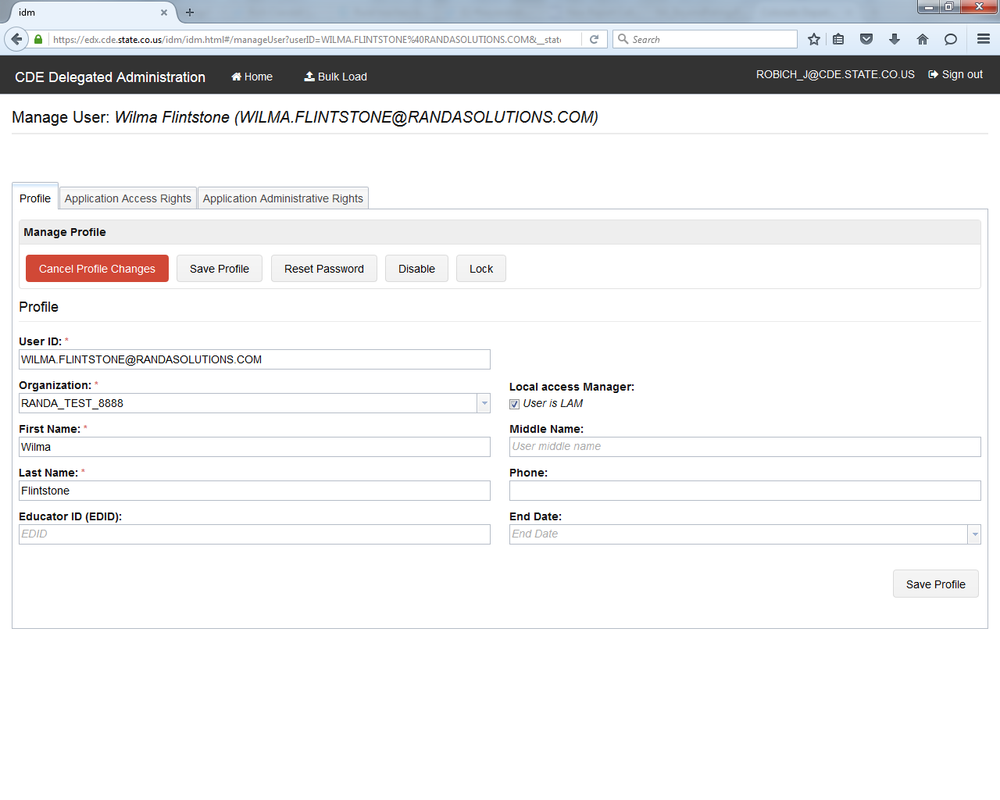 idm
https://edx.cde.state.co.us/idm/idm.html#/manageUser?userID=WILMA.FLINTSTONE%40RANDASOLUTIONS.COM&__stat
Search
CDE Delegated Administration Home Bulk Load ROBICH_J@CDE.STATE.CO.US Sign out
Manage User: Wilma Flintstone (WILMA.FLINTSTONE@RANDASOLUTIONS.COM)
Profile Application Access Rights Application Administrative Rights
Manage Profile
Cancel Profile Changes Save Profile Reset Password Disable Lock
Profile
User ID: *
WILMA.FLINTSTONE@RANDASOLUTIONS.COM
Organization: * Local access Manager:
RANDA_TEST_8888 User is LAM
First Name: * Middle Name:
Wilma User middle name
Last Name: * Phone:
Flintstone
Educator ID (EDID): End Date:
EDID End Date
Save Profile